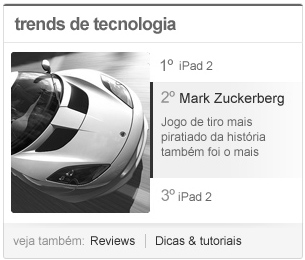 trends de tecnologia
1º iPad 2
2º Mark Zuckerberg
Jogo de tiro mais
piratiado da história
também foi o mais
3º iPad 2
veja também: Reviews | Dicas & tutoriais